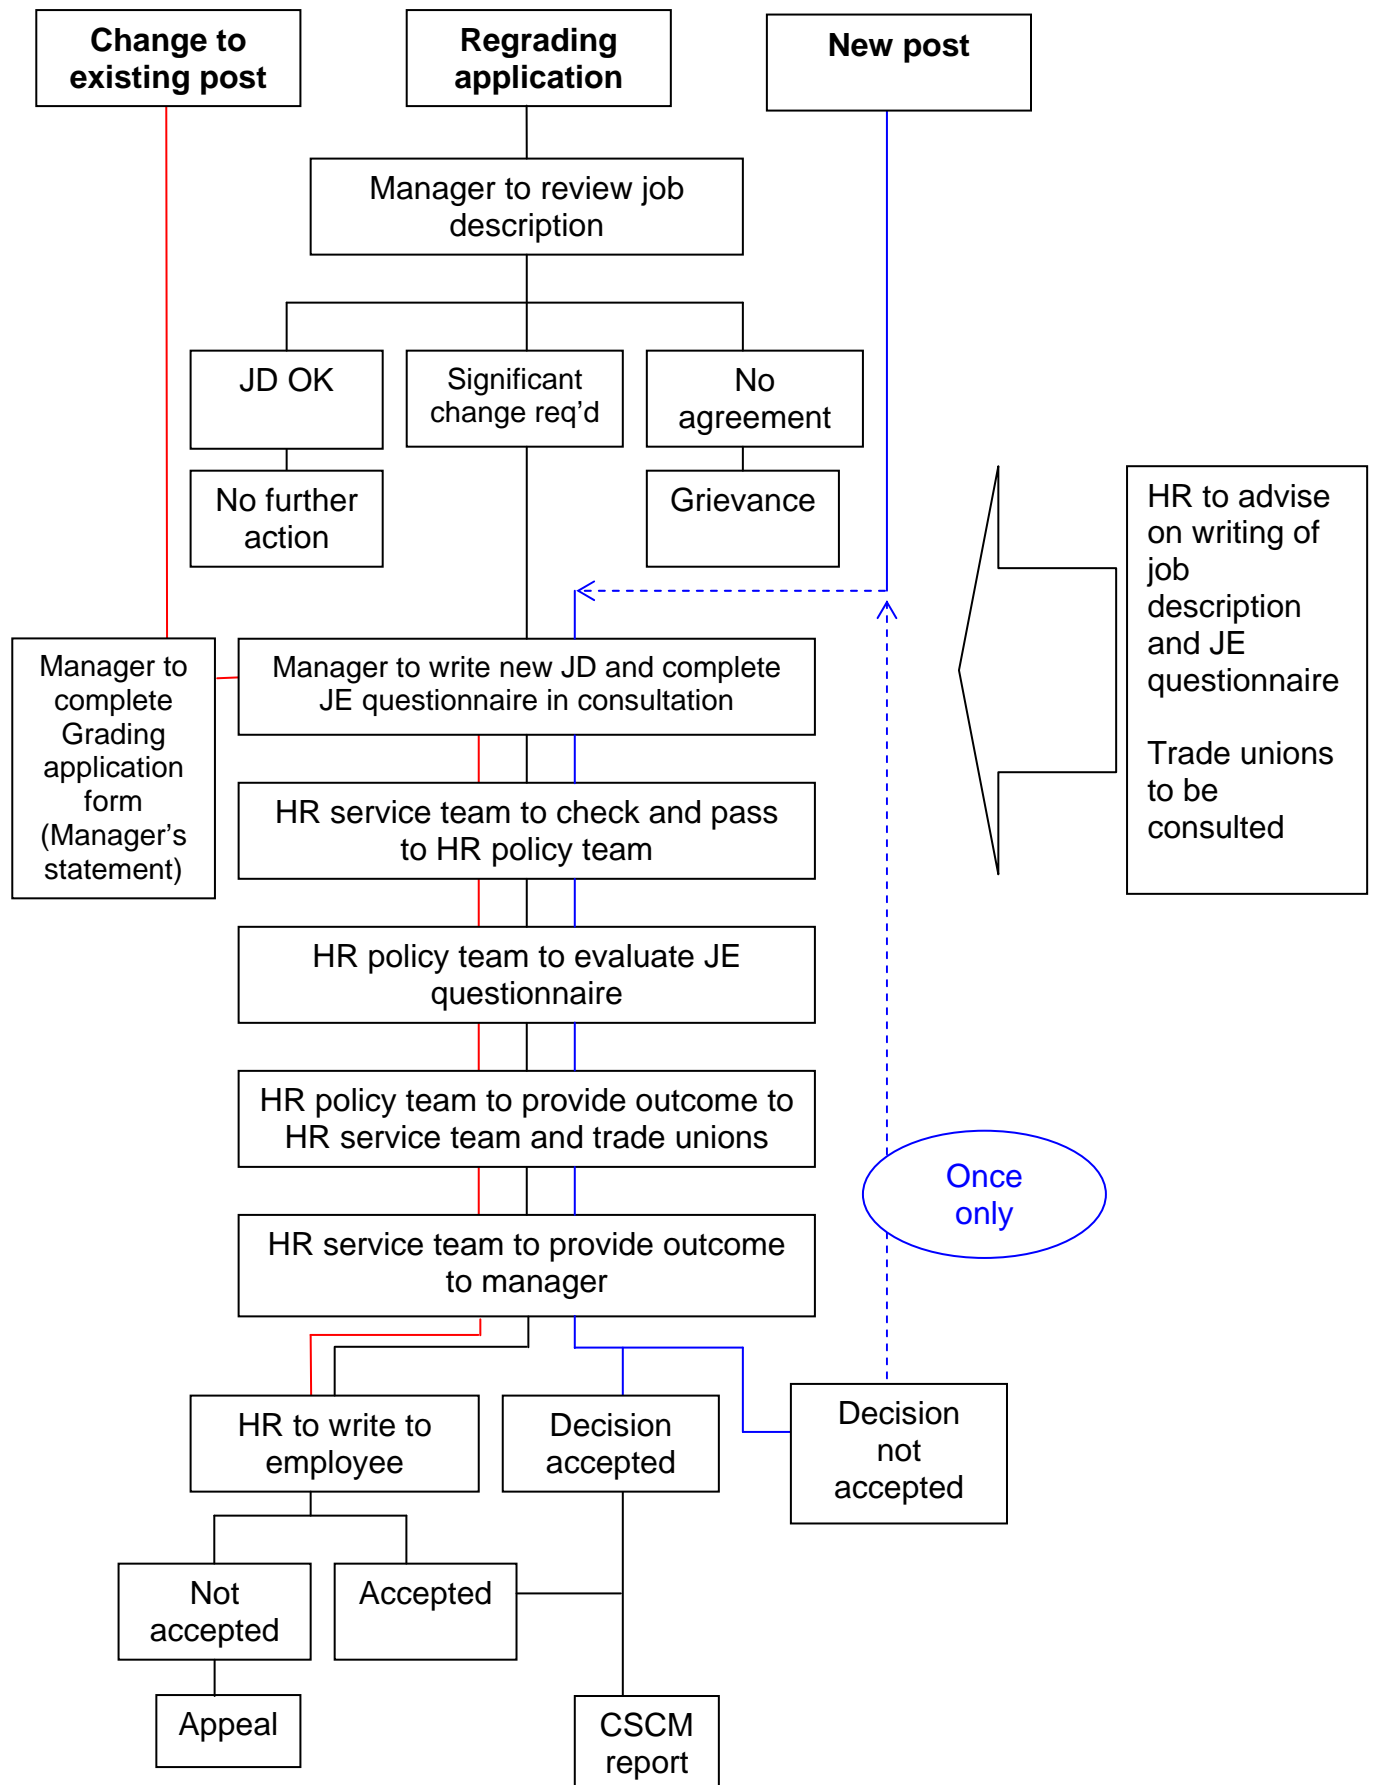 Change to
existing post
Regrading
application
New post
Manager to review job
description
JD OK
Significant
change req’d
No
agreement
No further
action
Grievance
HR to advise
on writing of
job
description
and JE
questionnaire
Trade unions
to be
consulted
Manager to
complete
Grading
application
form
(Manager’s
statement)
Manager to write new JD and complete
JE questionnaire in consultation
HR service team to check and pass
to HR policy team
HR policy team to evaluate JE
questionnaire
HR policy team to provide outcome to
HR service team and trade unions
Once
only
HR service team to provide outcome
to manager
HR to write to
employee
Decision
accepted
Decision
not
accepted
Not
accepted
Accepted
Appeal
CSCM
report